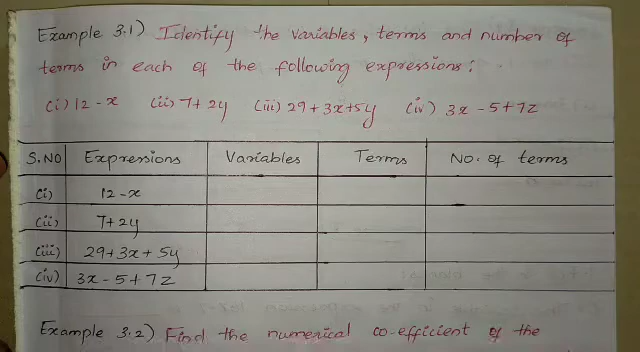 Example 3.1) Identify the variables, terms and number of
terms in each of the following expressions:
(i) 12 - x (ii) 7 + 2y (iii) 29 + 3x + 5y (iv) 3x - 5 + 7z
S.NO Expressions Variables Terms NO. of terms
(i) 12 - x
(ii) 7 + 2y
(iii) 29 + 3x + 5y
(iv) 3x - 5 + 7z
Example 3.2) Find the numerical co-efficient of the